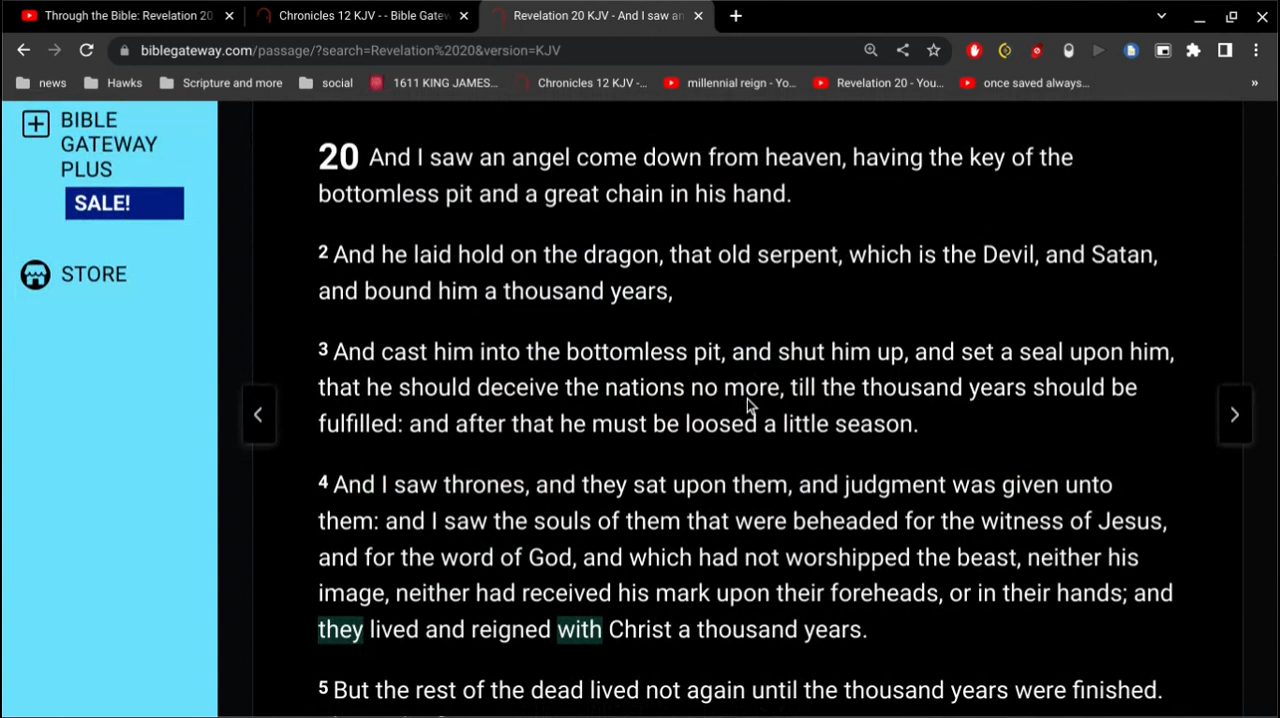 Through the Bible: Revelation 20
Chronicles 12 KJV - - Bible Gatew
Revelation 20 KJV - And I saw an
biblegateway.com/passage/?search=Revelation%2020&version=KJV
news
Hawks
Scripture and more
social
1611 KING JAMES...
Chronicles 12 KJV -...
millennial reign - Yo...
Revelation 20 - You...
once saved always...
»
BIBLE
GATEWAY
PLUS
SALE!
STORE
20 And I saw an angel come down from heaven, having the key of the
bottomless pit and a great chain in his hand.
2 And he laid hold on the dragon, that old serpent, which is the Devil, and Satan,
and bound him a thousand years,
3 And cast him into the bottomless pit, and shut him up, and set a seal upon him,
that he should deceive the nations no more, till the thousand years should be
fulfilled: and after that he must be loosed a little season.
4 And I saw thrones, and they sat upon them, and judgment was given unto
them: and I saw the souls of them that were beheaded for the witness of Jesus,
and for the word of God, and which had not worshipped the beast, neither his
image, neither had received his mark upon their foreheads, or in their hands; and
they lived and reigned with Christ a thousand years.
5 But the rest of the dead lived not again until the thousand years were finished.